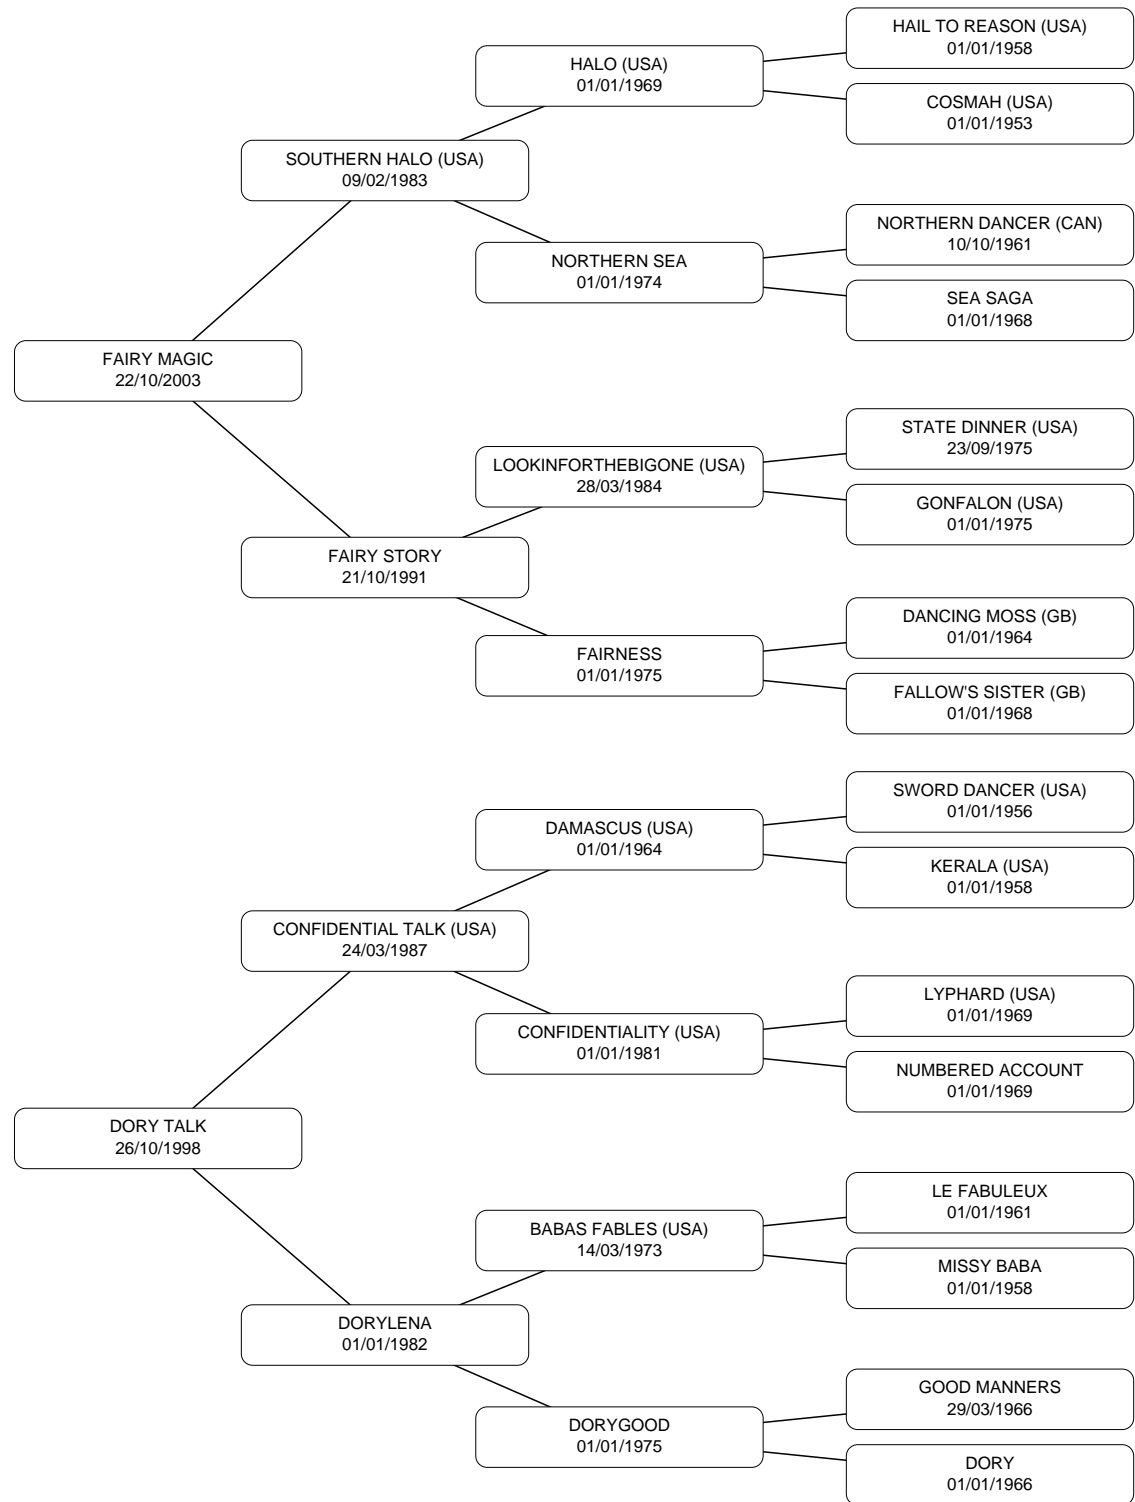 HAIL TO REASON (USA)
01/01/1958
HALO (USA)
01/01/1969
COSMAH (USA)
01/01/1953
SOUTHERN HALO (USA)
09/02/1983
NORTHERN DANCER (CAN)
10/10/1961
NORTHERN SEA
01/01/1974
SEA SAGA
01/01/1968
FAIRY MAGIC
22/10/2003
STATE DINNER (USA)
23/09/1975
LOOKINFORTHEBIGONE (USA)
28/03/1984
GONFALON (USA)
01/01/1975
FAIRY STORY
21/10/1991
DANCING MOSS (GB)
01/01/1964
FAIRNESS
01/01/1975
FALLOW'S SISTER (GB)
01/01/1968
SWORD DANCER (USA)
01/01/1956
DAMASCUS (USA)
01/01/1964
KERALA (USA)
01/01/1958
CONFIDENTIAL TALK (USA)
24/03/1987
LYPHARD (USA)
01/01/1969
CONFIDENTIALITY (USA)
01/01/1981
NUMBERED ACCOUNT
01/01/1969
DORY TALK
26/10/1998
LE FABULEUX
01/01/1961
BABAS FABLES (USA)
14/03/1973
MISSY BABA
01/01/1958
DORYLENA
01/01/1982
GOOD MANNERS
29/03/1966
DORYGOOD
01/01/1975
DORY
01/01/1966